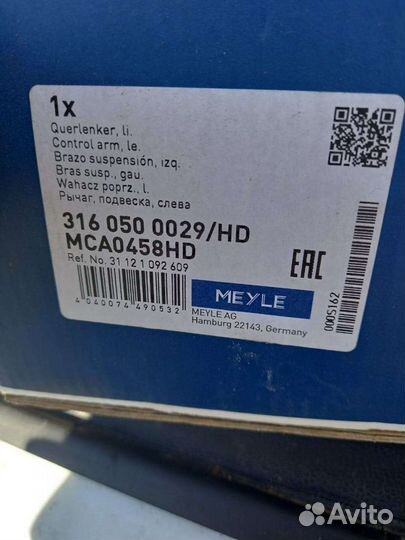 1x
Querlenker, li.
Control arm, le.
Brazo suspensión, izq.
Bras susp., gau.
Wahacz poprz., l.
Рычаг, подвеска, слева
316 050 0029/HD
MCA0458HD
Ref. No. 31 12 1 092 609
EAC
4 040074 490532
MEYLE
MEYLE AG
Hamburg 22143, Germany
000S162
Avito